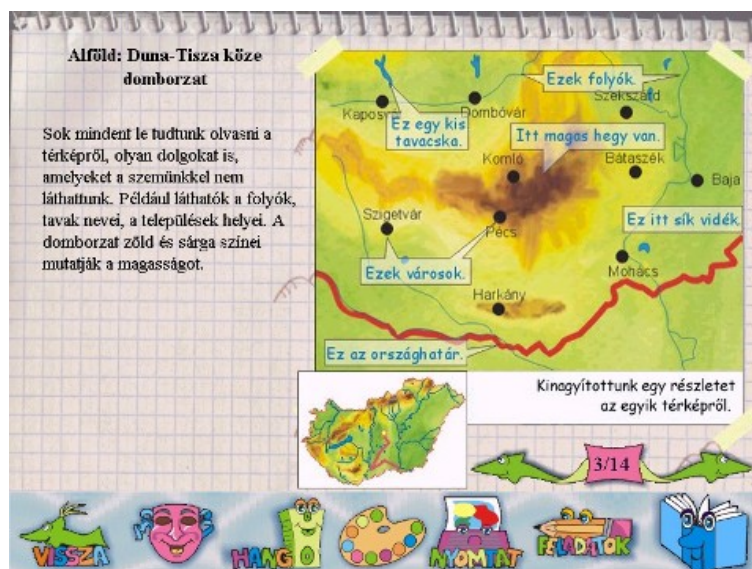 Alföld: Duna-Tisza köze
domborzat
Sok mindent le tudtunk olvasni a
térképről, olyan dolgokat is,
amelyeket a szemünkkel nem
láthattunk. Például láthatók a folyók,
tavak nevei, a települések helyei. A
domborzat zöld és sárga színei
mutatják a magasságot.
Ezek folyók.
Kaposv
Dombóvár
Szekszárd
Ez egy kis
tavacska.
Itt magas hegy van.
Komló
Bátaszék
Baja
Szigetvár
Pécs
Ez itt sík vidék.
Ezek városok.
Mohács
Harkány
Ez az országhatár.
Kinagyítottunk egy részletet
az egyik térképről.
3/14
VISSZA
HANG
NYOMTAT
FELADATOK